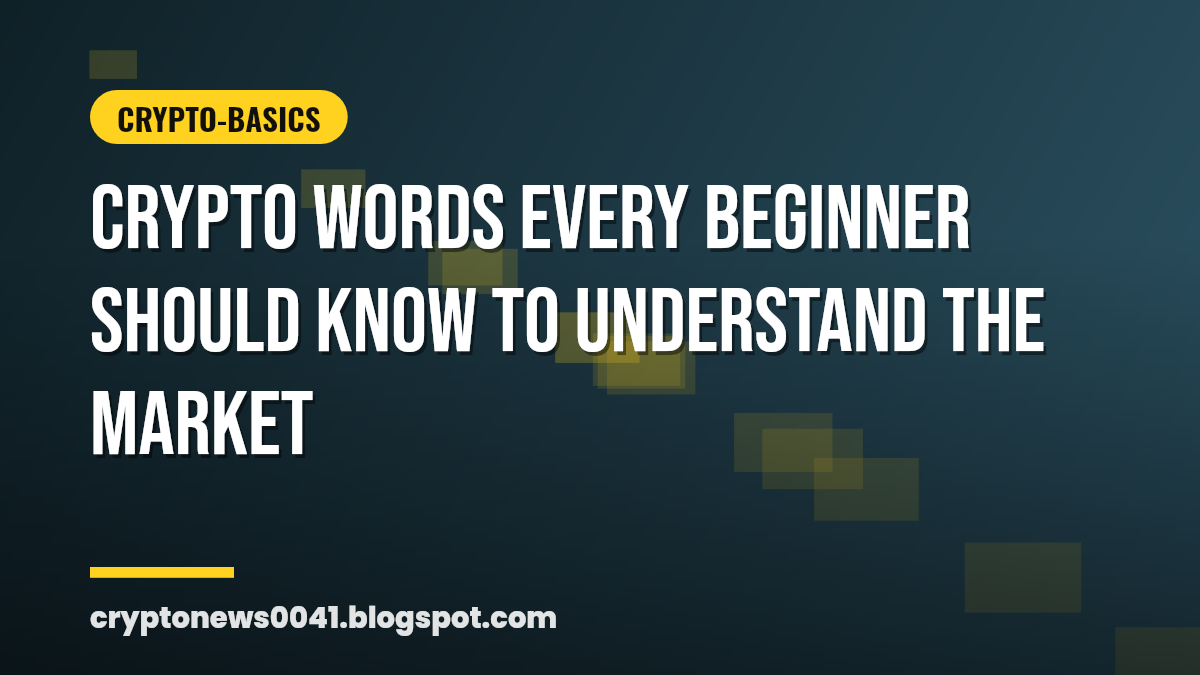 CRYPTO-BASICS
CRYPTO WORDS EVERY BEGINNER
SHOULD KNOW TO UNDERSTAND THE
MARKET
cryptonews0041.blogspot.com